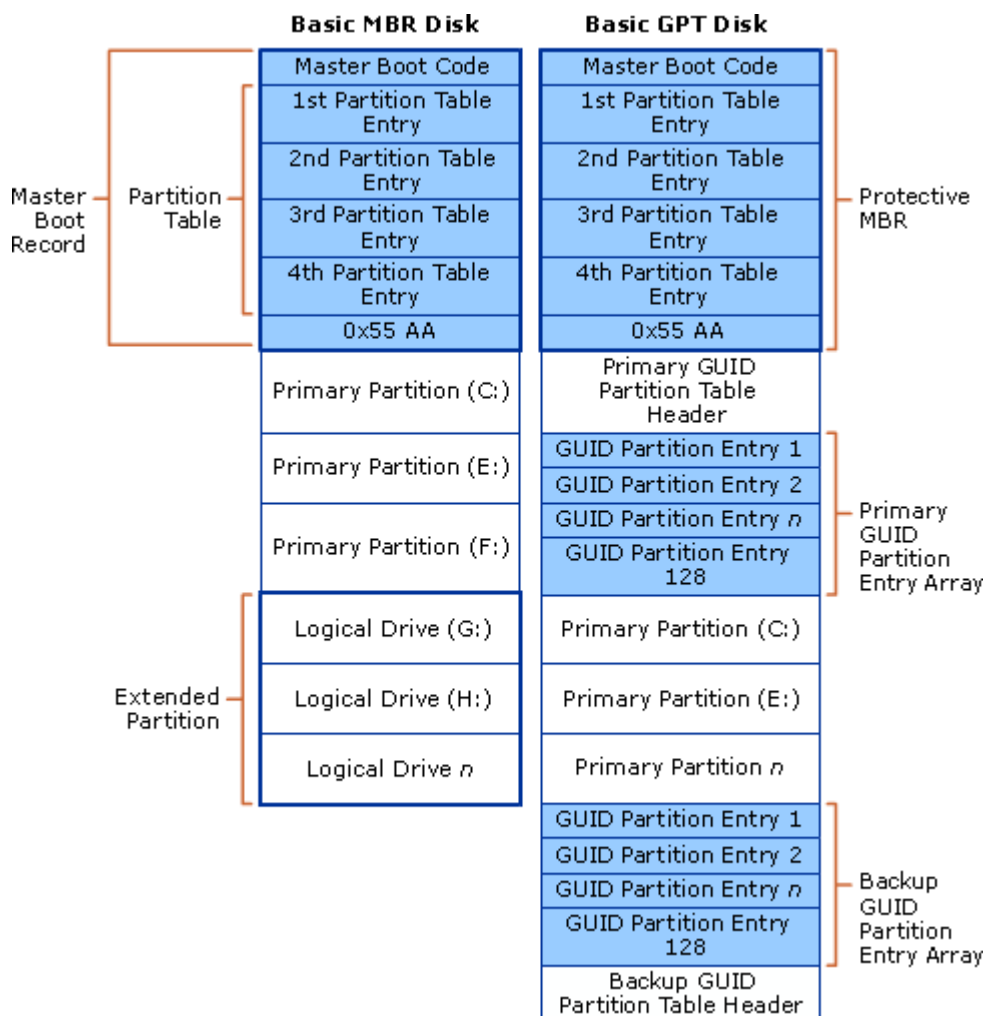 Basic MBR Disk
Basic GPT Disk
Master
Boot
Record
Partition
Table
Master Boot Code
1st Partition Table
Entry
2nd Partition Table
Entry
3rd Partition Table
Entry
4th Partition Table
Entry
0x55 AA
Primary Partition (C:)
Primary Partition (E:)
Primary Partition (F:)
Extended
Partition
Logical Drive (G:)
Logical Drive (H:)
Logical Drive n
Master Boot Code
1st Partition Table
Entry
2nd Partition Table
Entry
3rd Partition Table
Entry
4th Partition Table
Entry
0x55 AA
Protective
MBR
Primary GUID
Partition Table
Header
GUID Partition Entry 1
GUID Partition Entry 2
GUID Partition Entry n
GUID Partition Entry
128
Primary
GUID
Partition
Entry Array
Primary Partition (C:)
Primary Partition (E:)
Primary Partition n
GUID Partition Entry 1
GUID Partition Entry 2
GUID Partition Entry n
GUID Partition Entry
128
Backup
GUID
Partition
Entry Array
Backup GUID
Partition Table Header